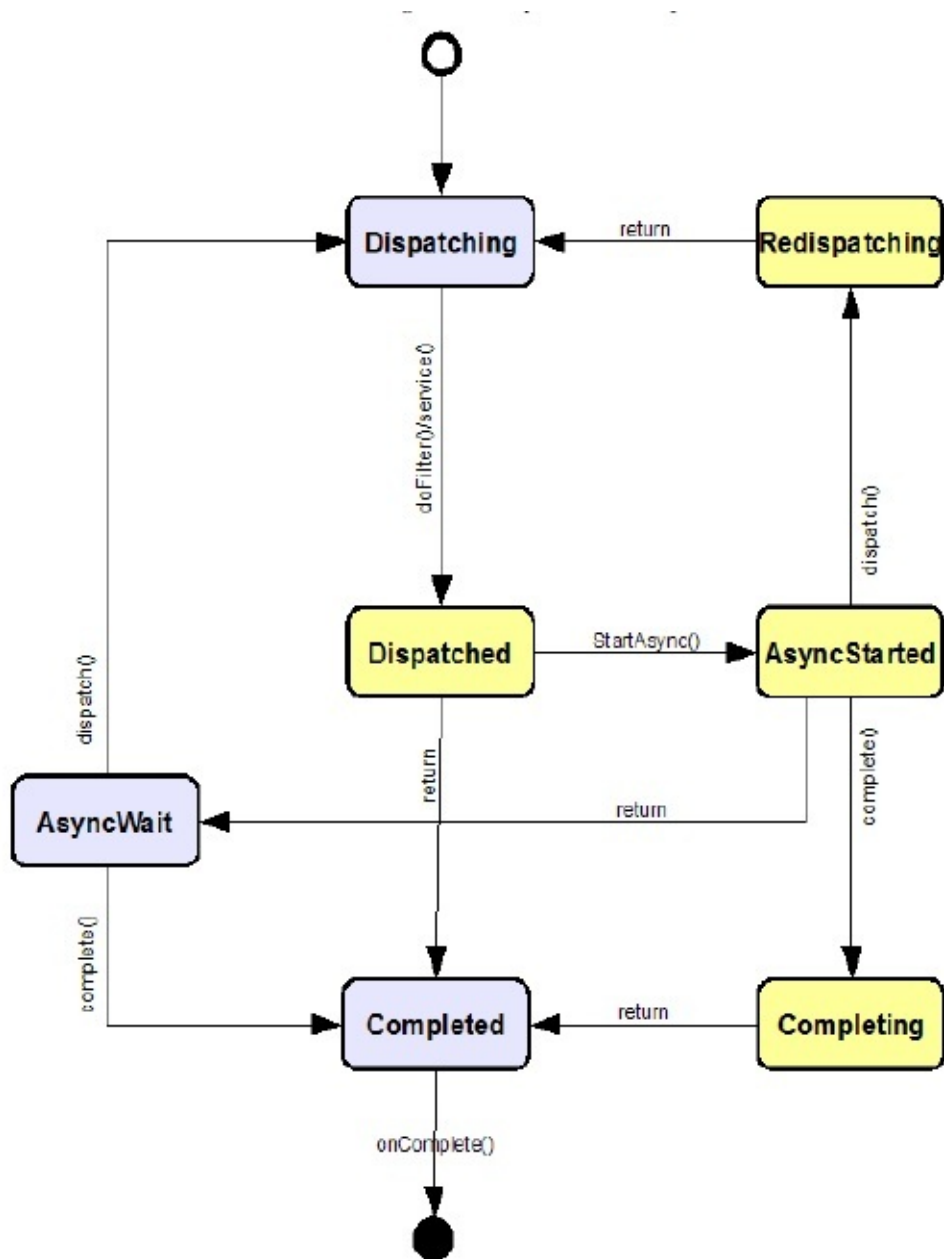 Dispatching
return
Redispatching
doFilter()/service()
dispatch()
Dispatched
StartAsync()
AsyncStarted
dispatch()
return
complete()
AsyncWait
return
complete()
Completed
return
Completing
onComplete()